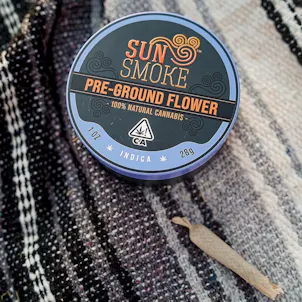 SUN
SMOKE
PRE-GROUND FLOWER
- 100% NATURAL CANNABIS -
1 OZ
INDICA
28g
CA